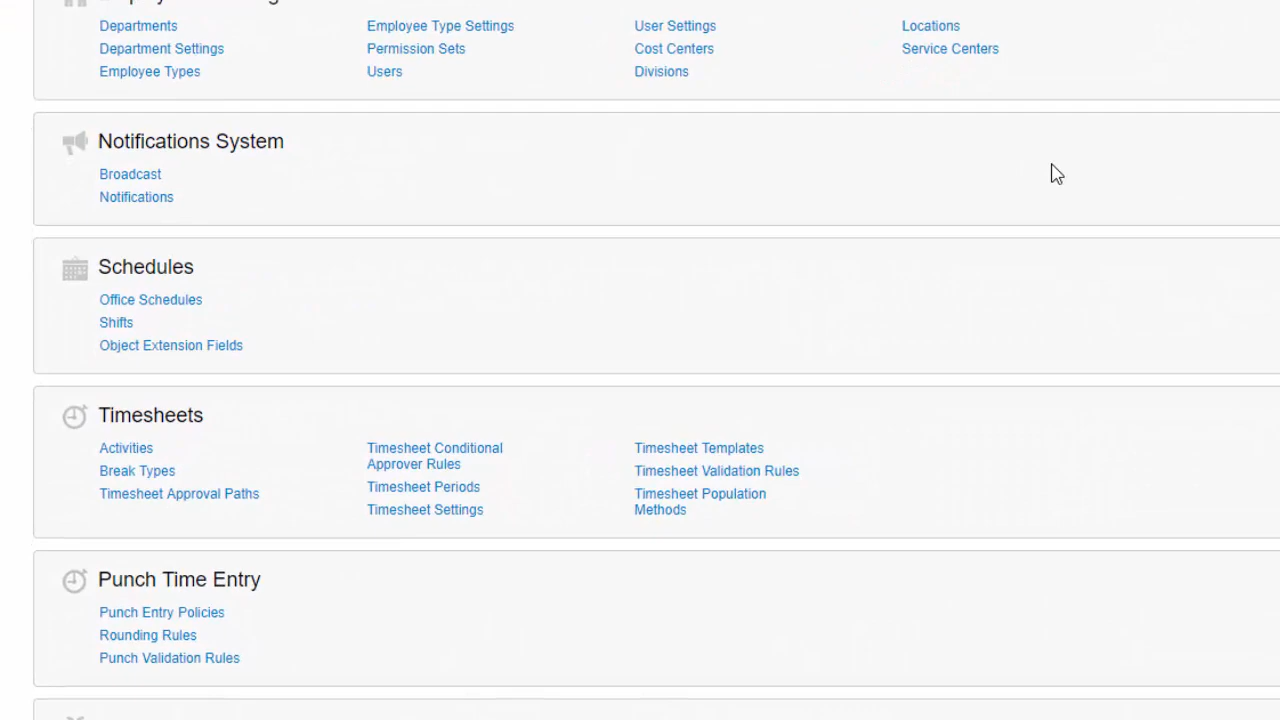 Departments
Employee Type Settings
User Settings
Locations
Department Settings
Permission Sets
Cost Centers
Service Centers
Employee Types
Users
Divisions
Notifications System
Broadcast
Notifications
Schedules
Office Schedules
Shifts
Object Extension Fields
Timesheets
Activities
Break Types
Timesheet Approval Paths
Timesheet Conditional
Approver Rules
Timesheet Periods
Timesheet Settings
Timesheet Templates
Timesheet Validation Rules
Timesheet Population
Methods
Punch Time Entry
Punch Entry Policies
Rounding Rules
Punch Validation Rules